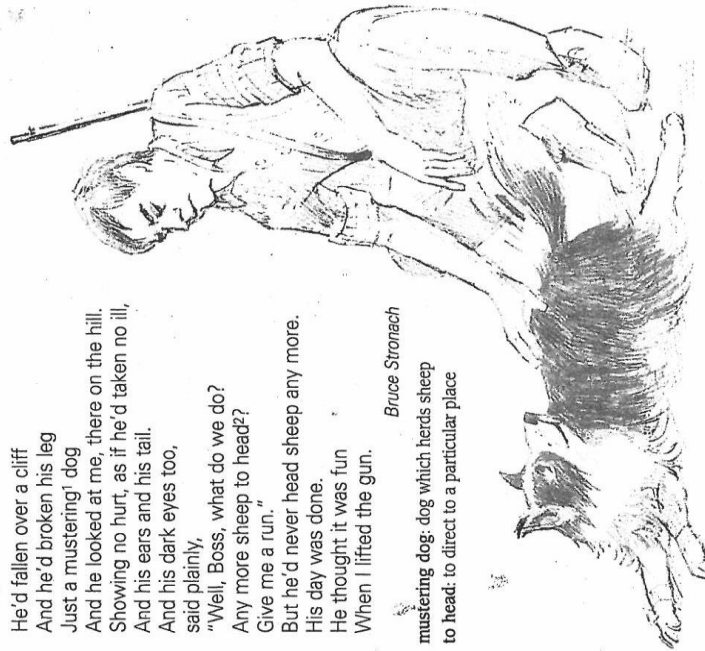 He'd fallen over a cliff
And he'd broken his leg
Just a mustering¹ dog
And he looked at me, there on the hill.
Showing no hurt, as if he'd taken no ill,
And his ears and his tail.
And his dark eyes too,
said plainly,
"Well, Boss, what do we do?
Any more sheep to head²?
Give me a run."
But he'd never head sheep any more.
His day was done.
He thought it was fun
When I lifted the gun.
Bruce Stronach
mustering dog: dog which herds sheep
to head: to direct to a particular place